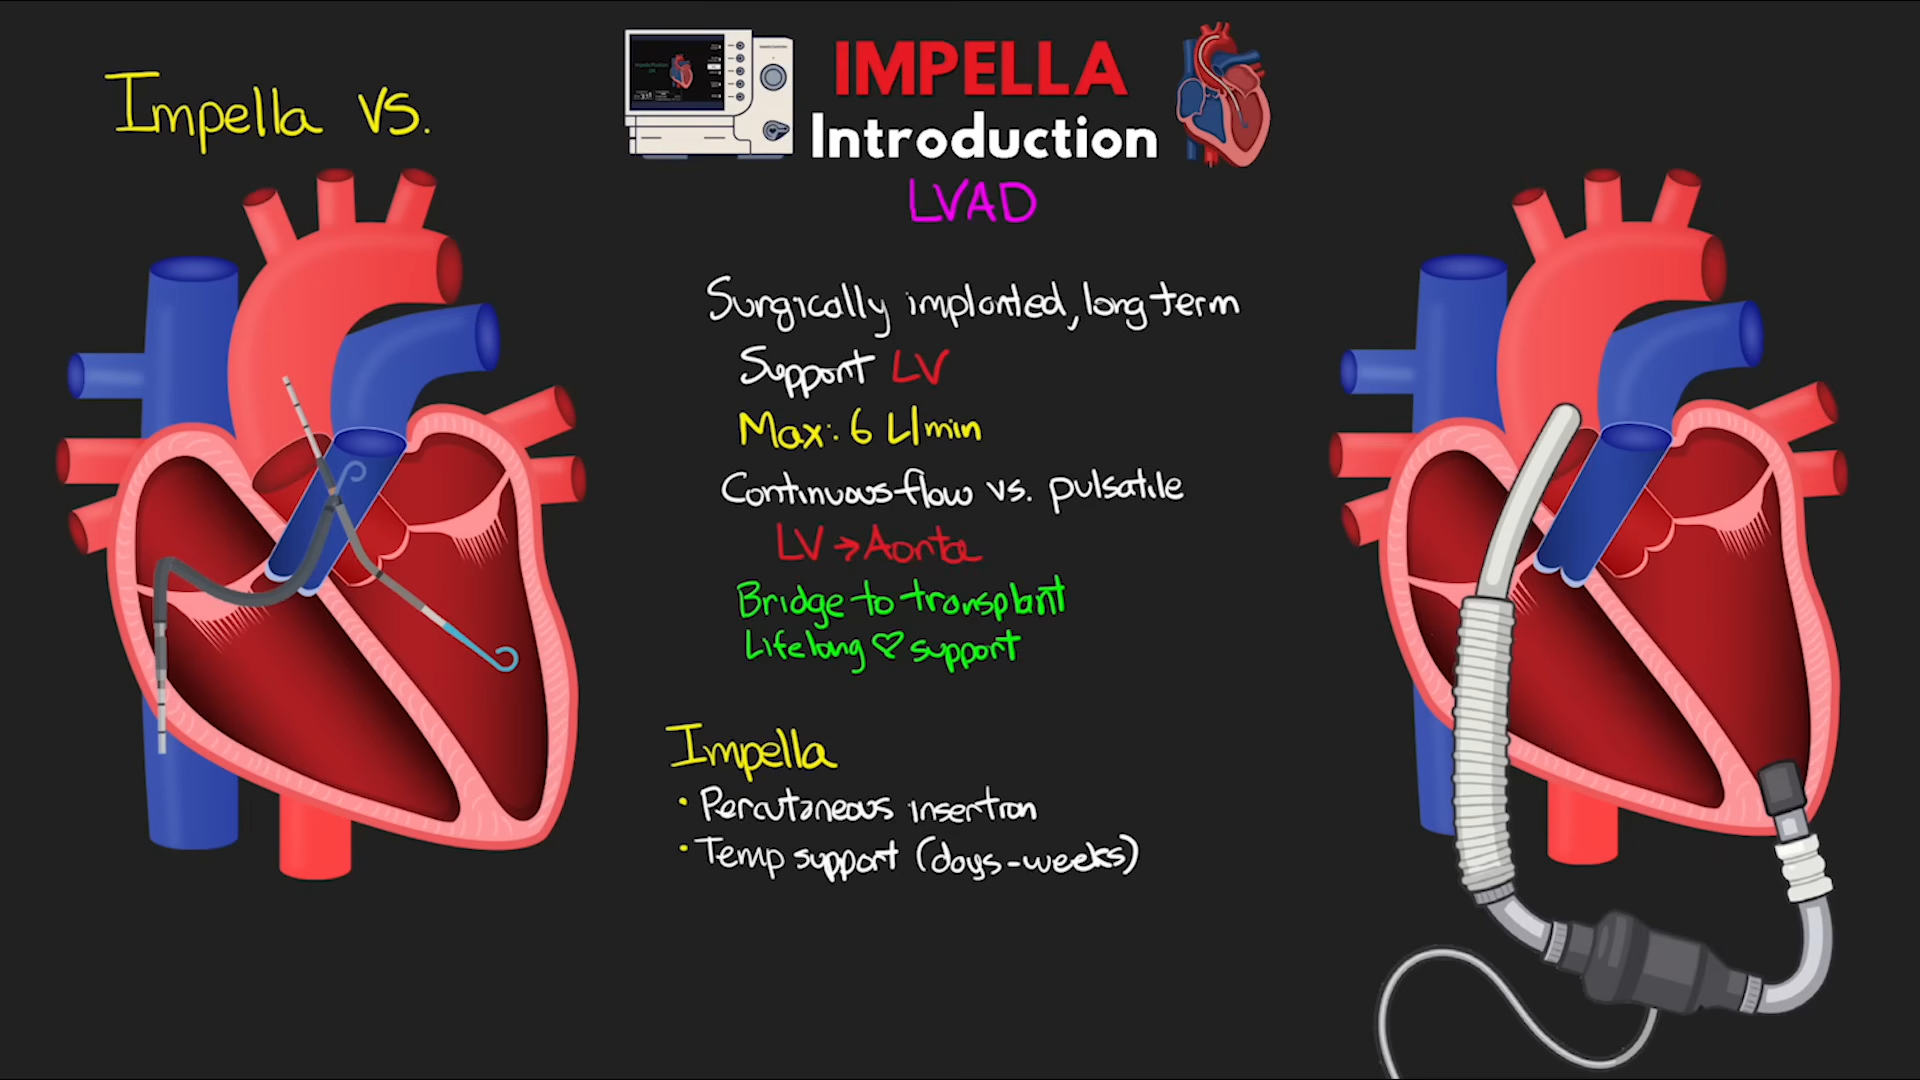 Impella vs.
IMPELLA
Introduction
LVAD
Surgically implanted, long term
Support LV
Max: 6 L/min
Continuous-flow vs. pulsatile
LV → Aorta
Bridge to transplant
Lifelong ♡ support
Impella
• Percutaneous insertion
• Temp support (days-weeks)